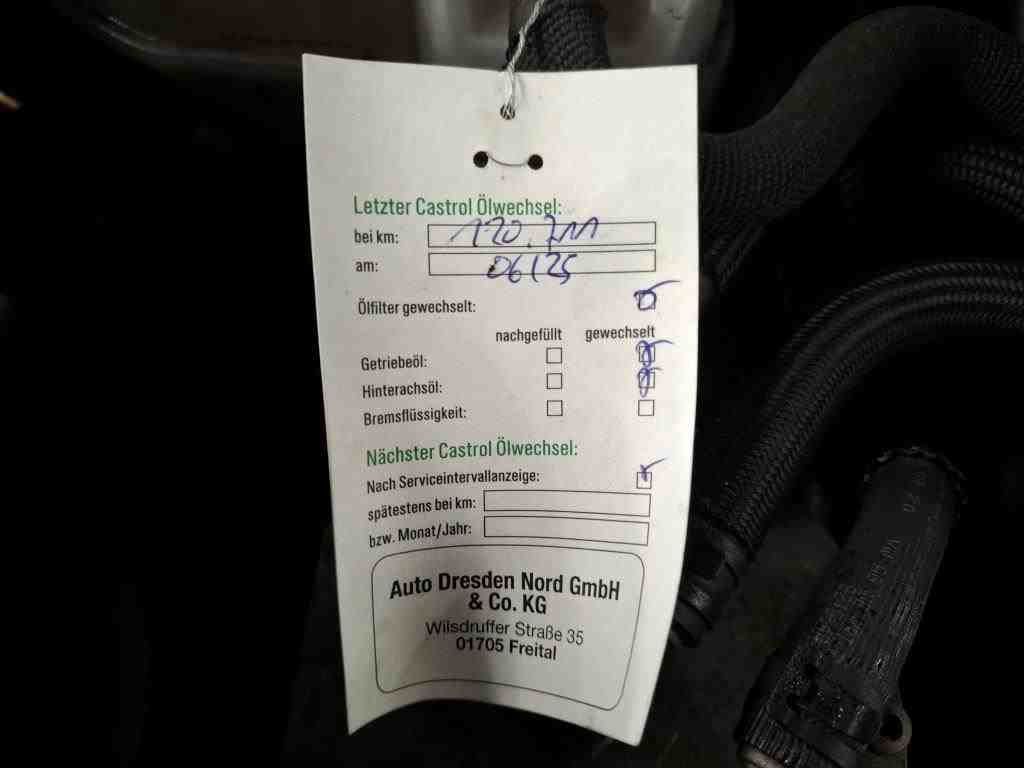 Letzter Castrol Ölwechsel:
bei km: 120.711
am: 06/25
Ölfilter gewechselt:
nachgefüllt gewechselt
Getriebeöl:
Hinterachsöl:
Bremsflüssigkeit:
Nächster Castrol Ölwechsel:
Nach Serviceintervallanzeige:
spätestens bei km:
bzw. Monat/Jahr:
Auto Dresden Nord GmbH
& Co. KG
Wilsdruffer Straße 35
01705 Freital